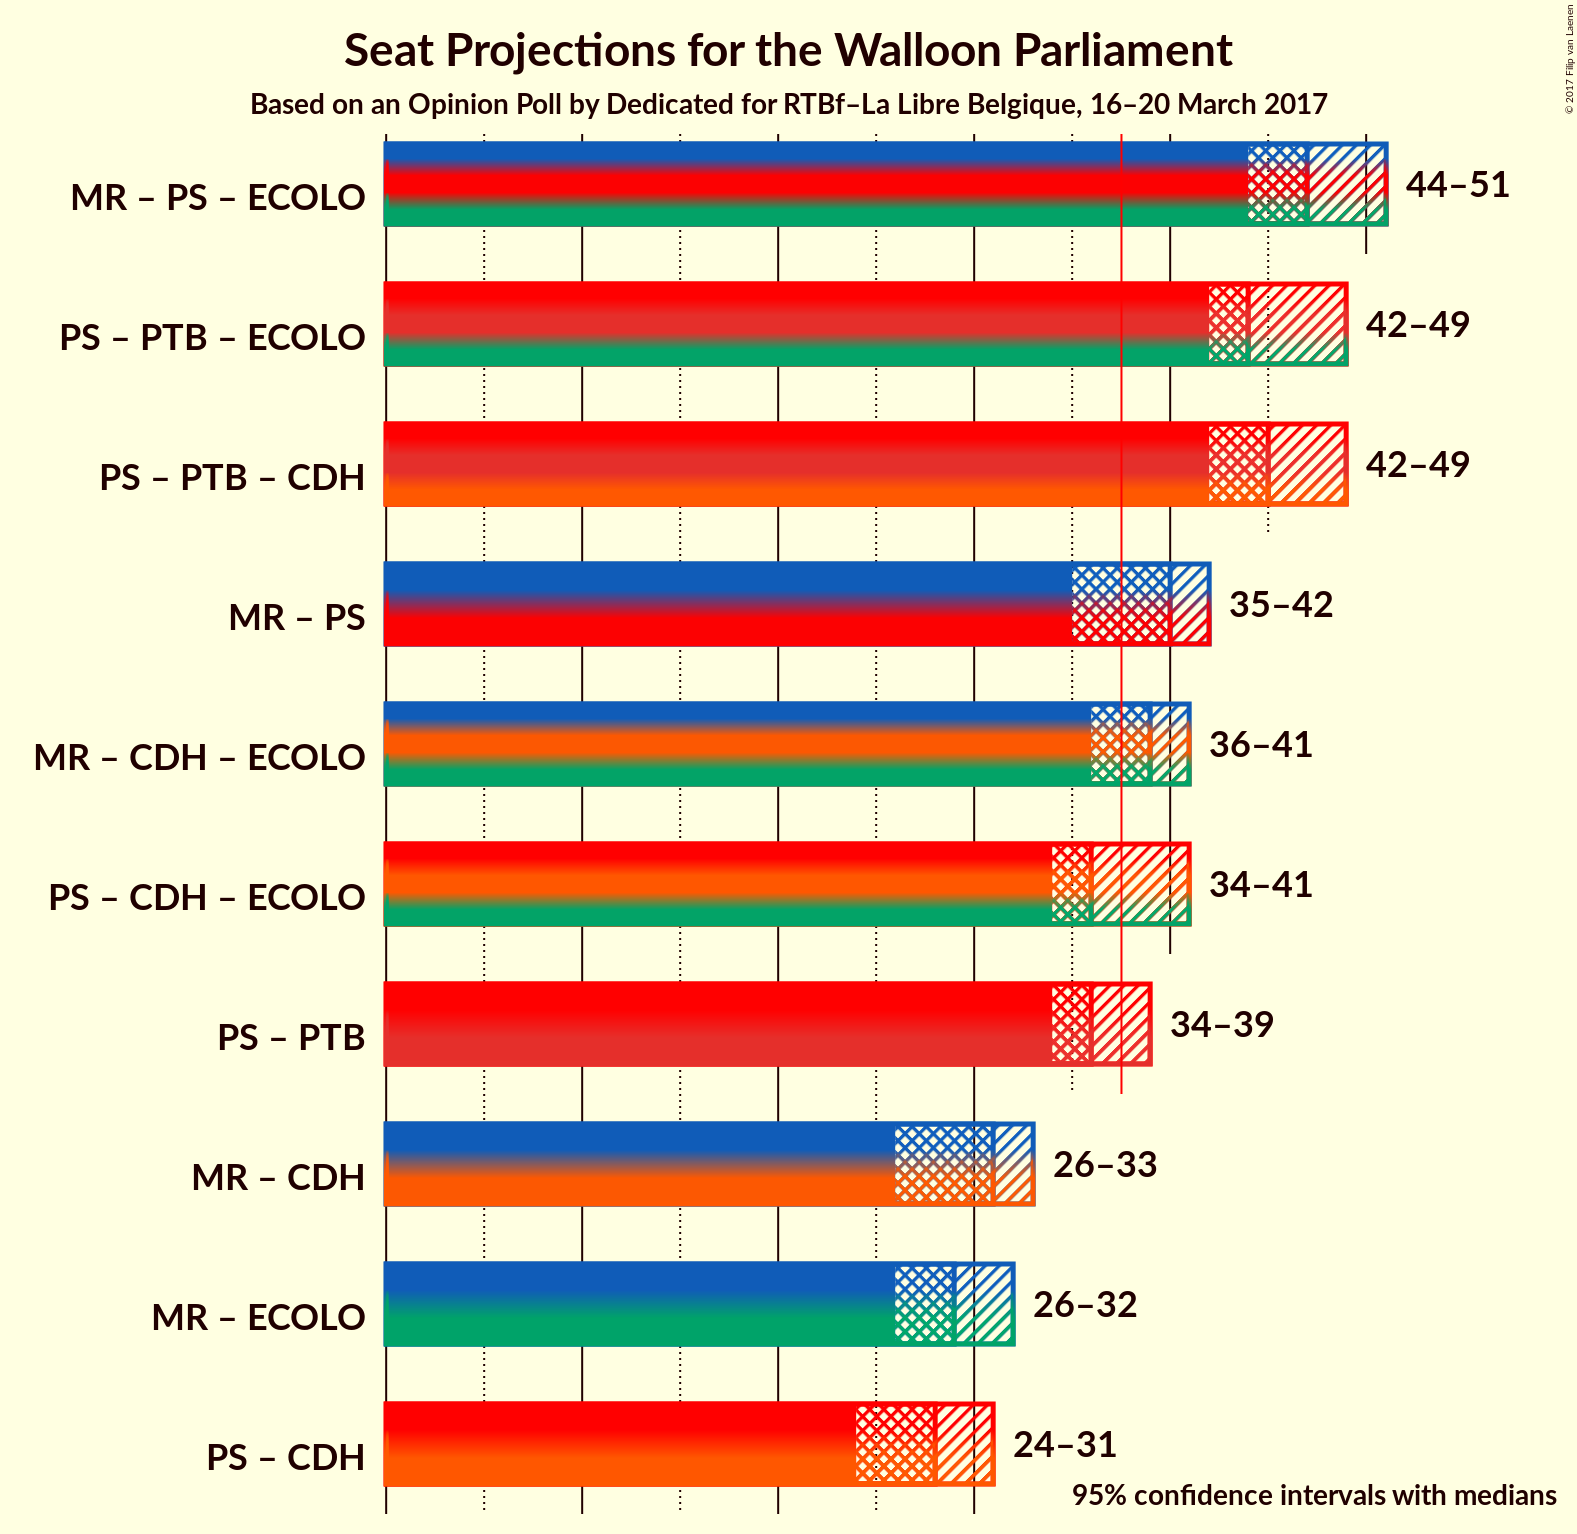 Seat Projections for the Walloon Parliament
Based on an Opinion Poll by Dedicated for RTBf–La Libre Belgique, 16–20 March 2017
© 2017 Filip van Laenen
MR – PS – ECOLO 44–51
PS – PTB – ECOLO 42–49
PS – PTB – CDH 42–49
MR – PS 35–42
MR – CDH – ECOLO 36–41
PS – CDH – ECOLO 34–41
PS – PTB 34–39
MR – CDH 26–33
MR – ECOLO 26–32
PS – CDH 24–31
95% confidence intervals with medians